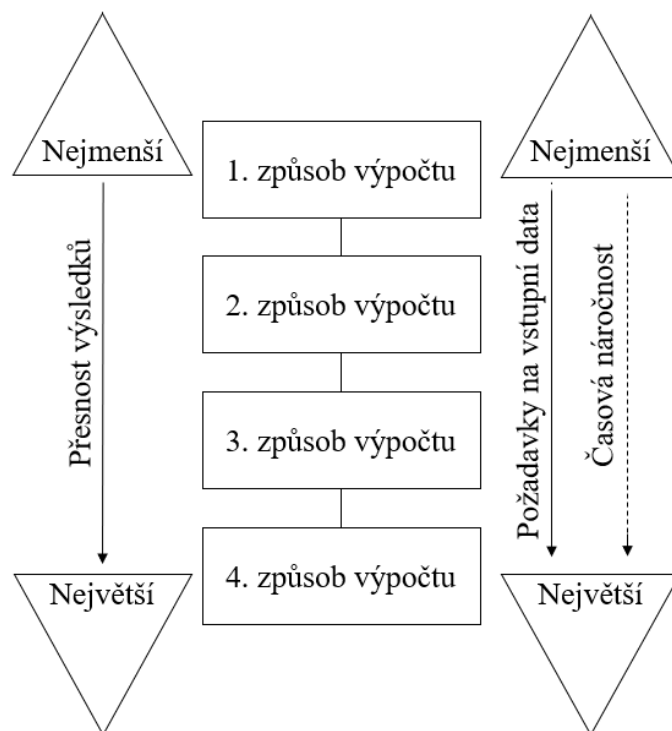 Nejmenší
Nejmenší
1. způsob výpočtu
2. způsob výpočtu
3. způsob výpočtu
4. způsob výpočtu
Přesnost výsledků
Požadavky na vstupní data
Časová náročnost
Největší
Největší